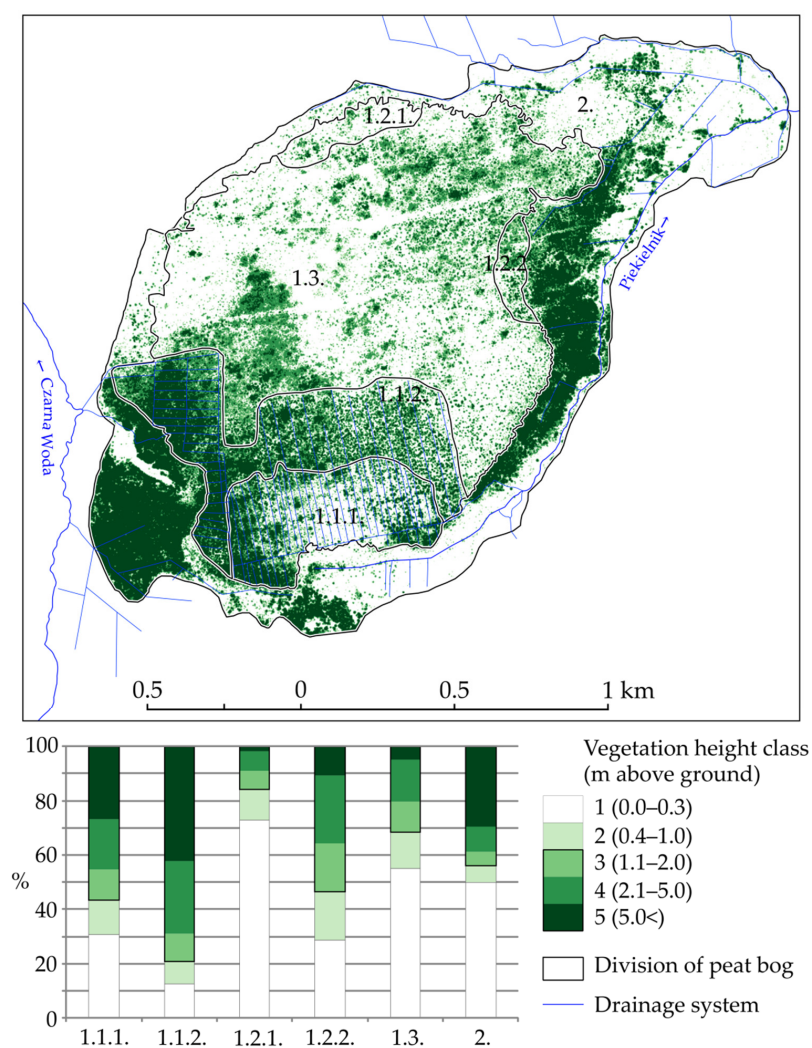 1.2.1.
2.
1.2.2.
1.3.
Piekielnik→
← Czarna Woda
1.1.2.
1.1.1.
0.5 0 0.5 1 km
100
80
60
%
40
20
0
1.1.1. 1.1.2. 1.2.1. 1.2.2. 1.3. 2.
Vegetation height class
(m above ground)
1 (0.0–0.3)
2 (0.4–1.0)
3 (1.1–2.0)
4 (2.1–5.0)
5 (5.0<)
Division of peat bog
Drainage system